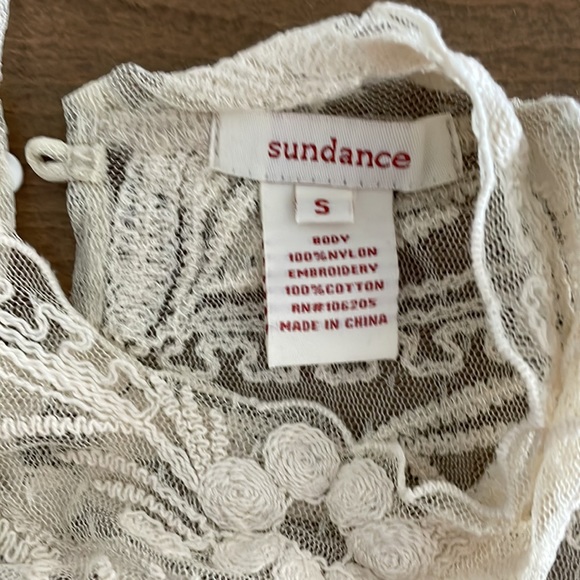 sundance
S
BODY
100%NYLON
EMBROIDERY
100%COTTON
RN#106205
MADE IN CHINA